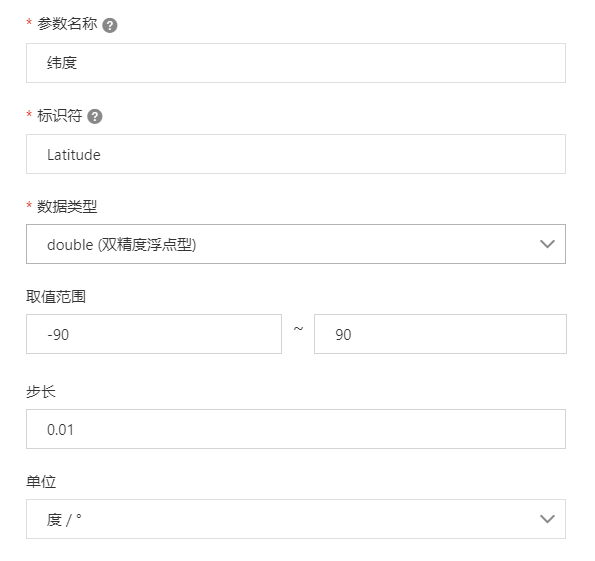 * 参数名称 ?
纬度
* 标识符 ?
Latitude
* 数据类型
double (双精度浮点型)
取值范围
-90 ~ 90
步长
0.01
单位
度 / °